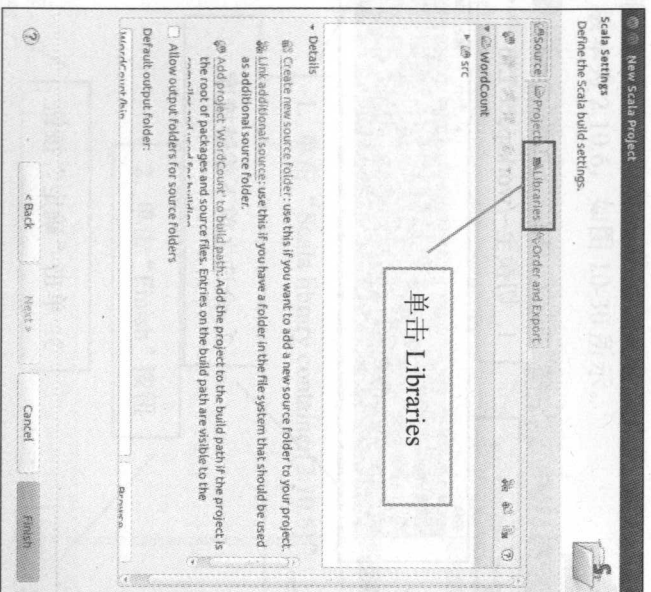 New Scala Project
Scala Settings
Define the Scala build settings.
Source Projects Libraries Order and Export
WordCount
src
单击 Libraries
Details
Create new source folder: use this if you want to add a new source folder to your project.
Link additional source: use this if you have a folder in the file system that should be used
as additional source folder.
Add project 'WordCount' to build path: Add the project to the build path if the project is
the root of packages and source files. Entries on the build path are visible to the
compiler and used for building
Allow output folders for source folders
Default output folder:
WordCount/bin
Browse
< Back
Next >
Cancel
Finish